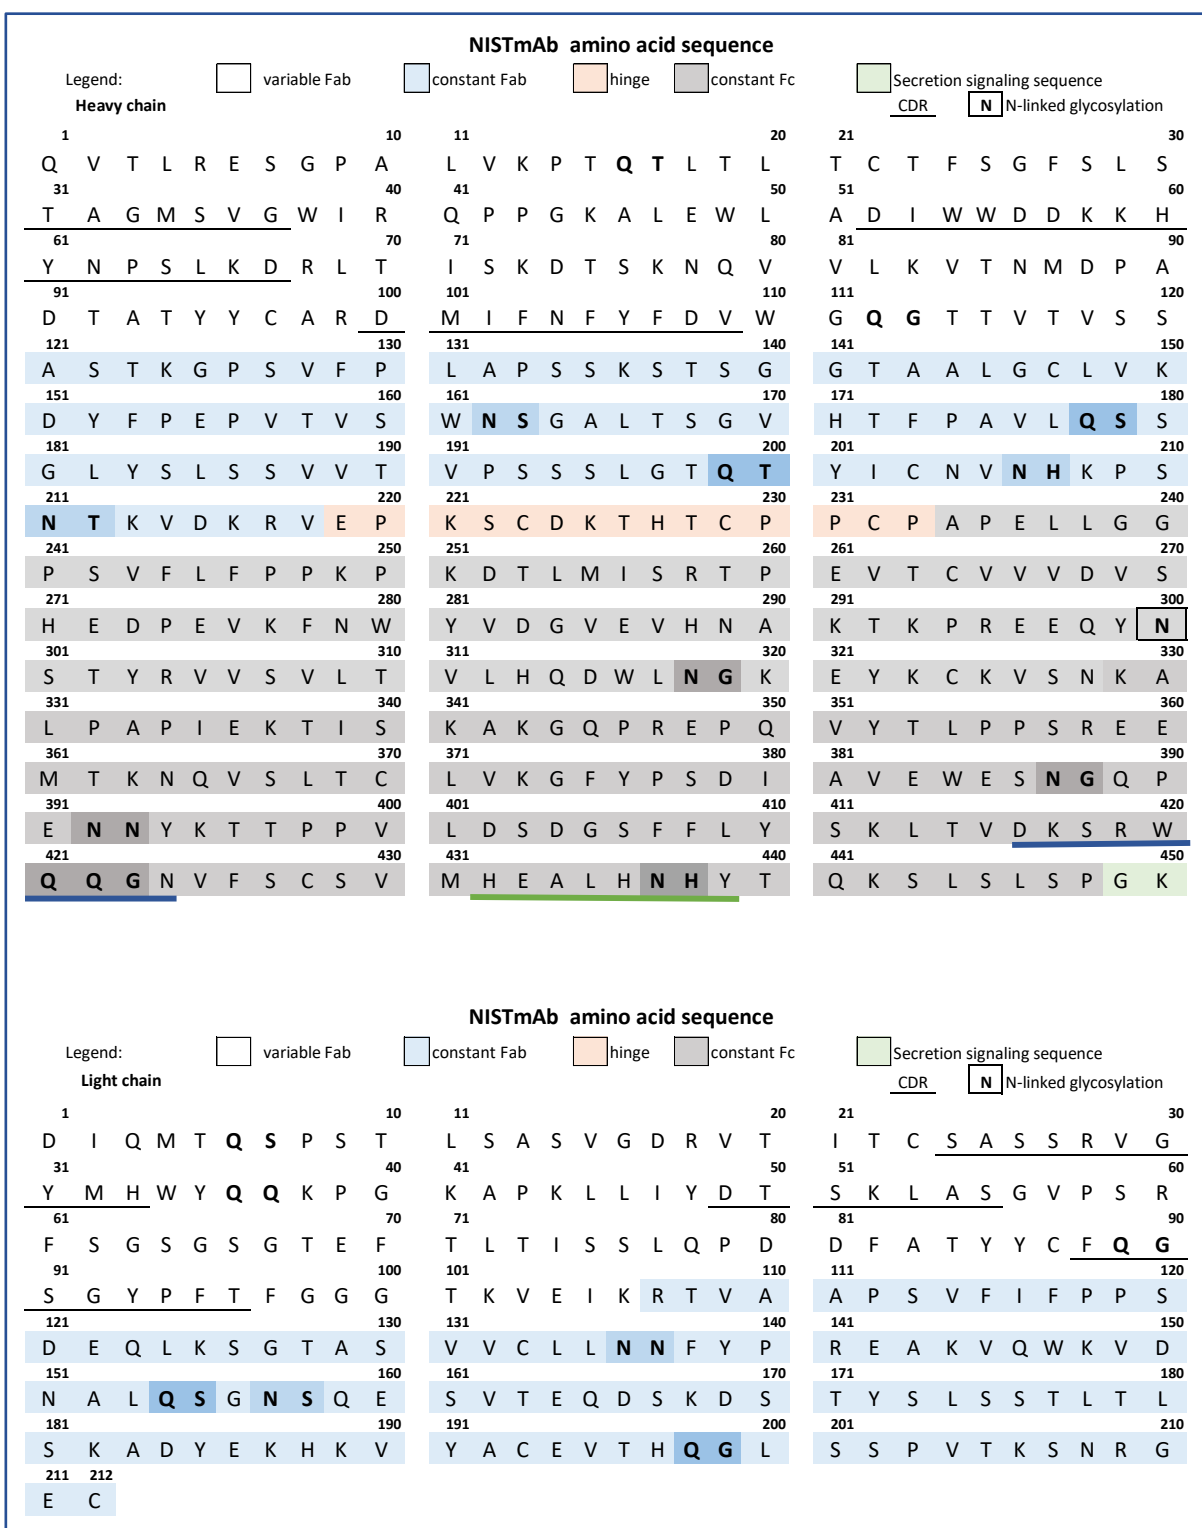 NISTmAb amino acid sequence
Legend: variable Fab constant Fab hinge constant Fc Secretion signaling sequence
Heavy chain CDR N N-linked glycosylation
1 10 11 20 21 30
Q V T L R E S G P A L V K P T Q T L T L T C T F S G F S L S
31 40 41 50 51 60
T A G M S V G W I R Q P P G K A L E W L A D I W W D D K K H
61 70 71 80 81 90
Y N P S L K D R L T I S K D T S K N Q V V L K V T N M D P A
91 100 101 110 111 120
D T A T Y Y C A R D M I F N F Y F D V W G Q G T T V T V S S
121 130 131 140 141 150
A S T K G P S V F P L A P S S K S T S G G T A A L G C L V K
151 160 161 170 171 180
D Y F P E P V T V S W N S G A L T S G V H T F P A V L Q S S
181 190 191 200 201 210
G L Y S L S S V V T V P S S S L G T Q T Y I C N V N H K P S
211 220 221 230 231 240
N T K V D K R V E P K S C D K T H T C P P C P A P E L L G G
241 250 251 260 261 270
P S V F L F P P K P K D T L M I S R T P E V T C V V V D V S
271 280 281 290 291 300
H E D P E V K F N W Y V D G V E V H N A K T K P R E E Q Y N
301 310 311 320 321 330
S T Y R V V S V L T V L H Q D W L N G K E Y K C K V S N K A
331 340 341 350 351 360
L P A P I E K T I S K A K G Q P R E P Q V Y T L P P S R E E
361 370 371 380 381 390
M T K N Q V S L T C L V K G F Y P S D I A V E W E S N G Q P
391 400 401 410 411 420
E N N Y K T T P P V L D S D G S F F L Y S K L T V D K S R W
421 430 431 440 441 450
Q Q G N V F S C S V M H E A L H N H Y T Q K S L S L S P G K
NISTmAb amino acid sequence
Legend: variable Fab constant Fab hinge constant Fc Secretion signaling sequence
Light chain CDR N N-linked glycosylation
1 10 11 20 21 30
D I Q M T Q S P S T L S A S V G D R V T I T C S A S S R V G
31 40 41 50 51 60
Y M H W Y Q Q K P G K A P K L L I Y D T S K L A S G V P S R
61 70 71 80 81 90
F S G S G S G T E F T L T I S S L Q P D D F A T Y Y C F Q G
91 100 101 110 111 120
S G Y P F T F G G G T K V E I K R T V A A P S V F I F P P S
121 130 131 140 141 150
D E Q L K S G T A S V V C L L N N F Y P R E A K V Q W K V D
151 160 161 170 171 180
N A L Q S G N S Q E S V T E Q D S K D S T Y S L S S T L T L
181 190 191 200 201 210
S K A D Y E K H K V Y A C E V T H Q G L S S P V T K S N R G
211 212
E C